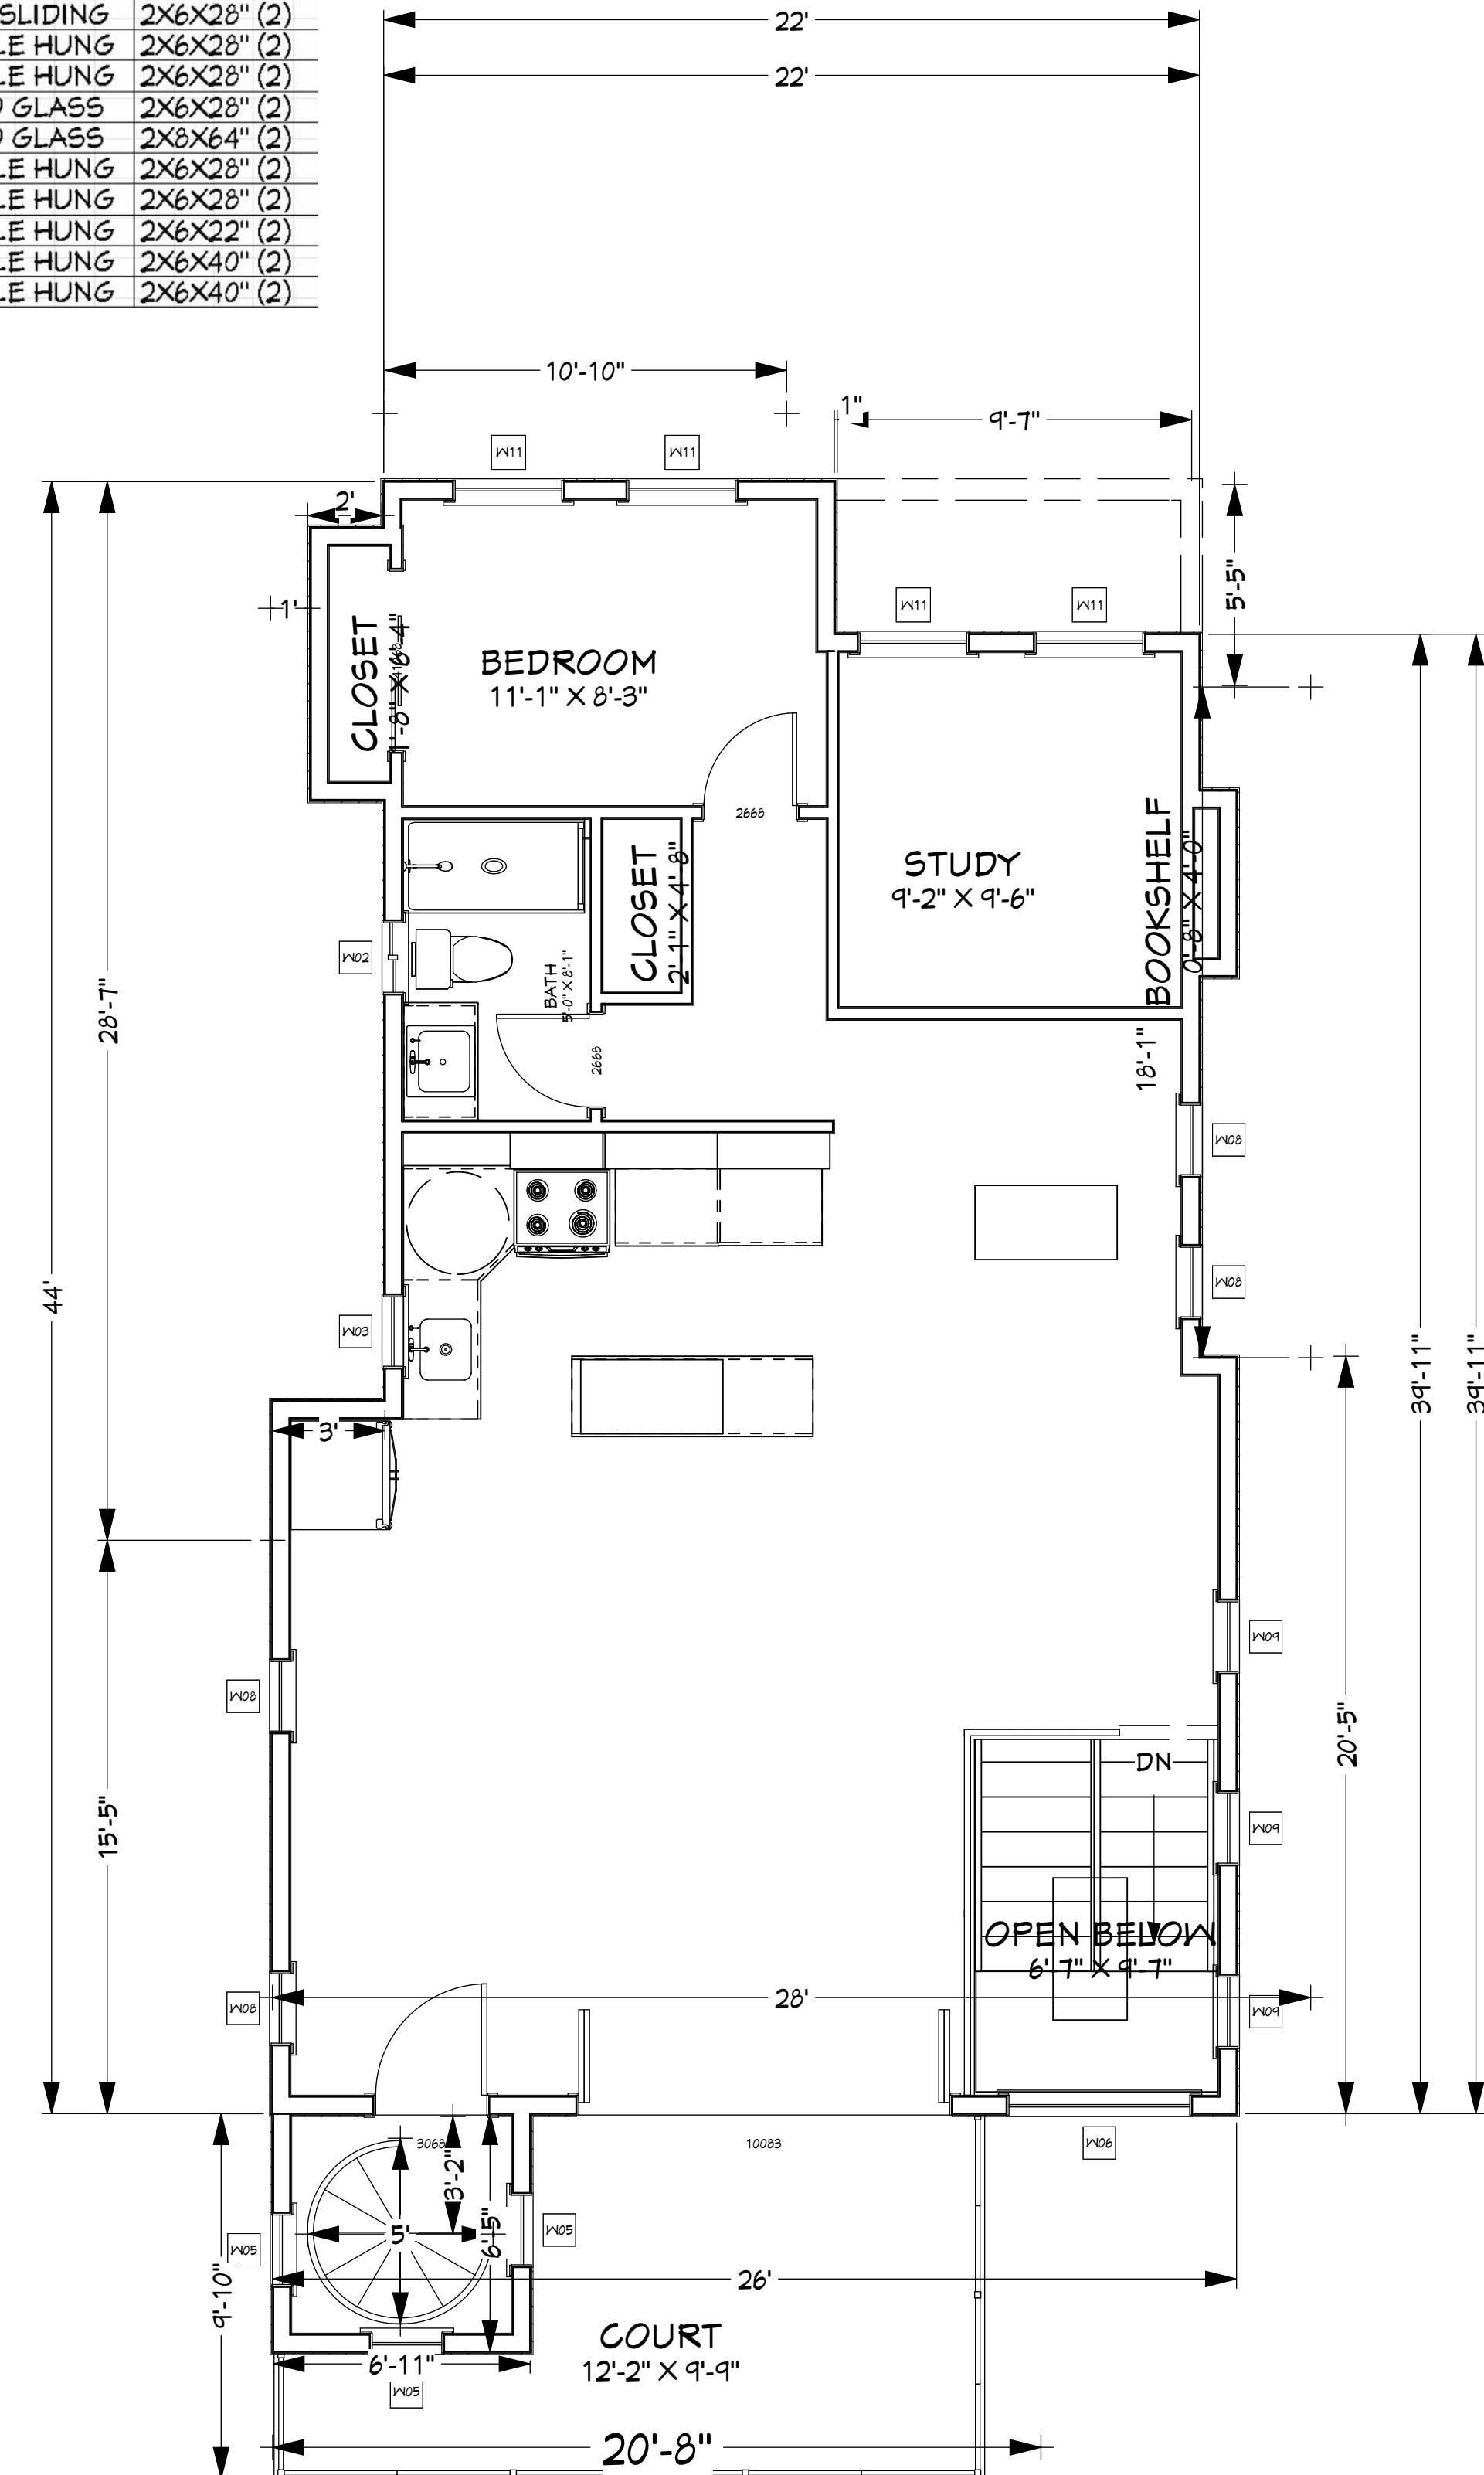 SLIDING 2X6X28" (2)
LE HUNG 2X6X28" (2)
LE HUNG 2X6X28" (2)
GLASS 2X6X28" (2)
GLASS 2X8X64" (2)
LE HUNG 2X6X28" (2)
LE HUNG 2X6X28" (2)
LE HUNG 2X6X22" (2)
LE HUNG 2X6X40" (2)
LE HUNG 2X6X40" (2)
22'
22'
10'-10"
1"
9'-7"
W11
W11
2'
1'
5'-5"
W11
W11
CLOSET
1'-8" X 6'-4"
BEDROOM
11'-1" X 8'-3"
2668
STUDY
9'-2" X 9'-6"
BOOKSHELF
0'-8" X 4'-0"
CLOSET
2'-1" X 4'-8"
W02
BATH
5'-0" X 8'-1"
2668
28'-7"
18'-1"
W08
W08
44'
W03
3'
39'-11"
39'-11"
W09
W08
20'-5"
DN
15'-5"
W09
OPEN BELOW
6'-7" X 9'-7"
28'
W08
W09
3068
10083
W06
3'-2"
5'
6'-5"
W05
W05
9'-10"
26'
COURT
12'-2" X 9'-9"
6'-11"
W05
20'-8"